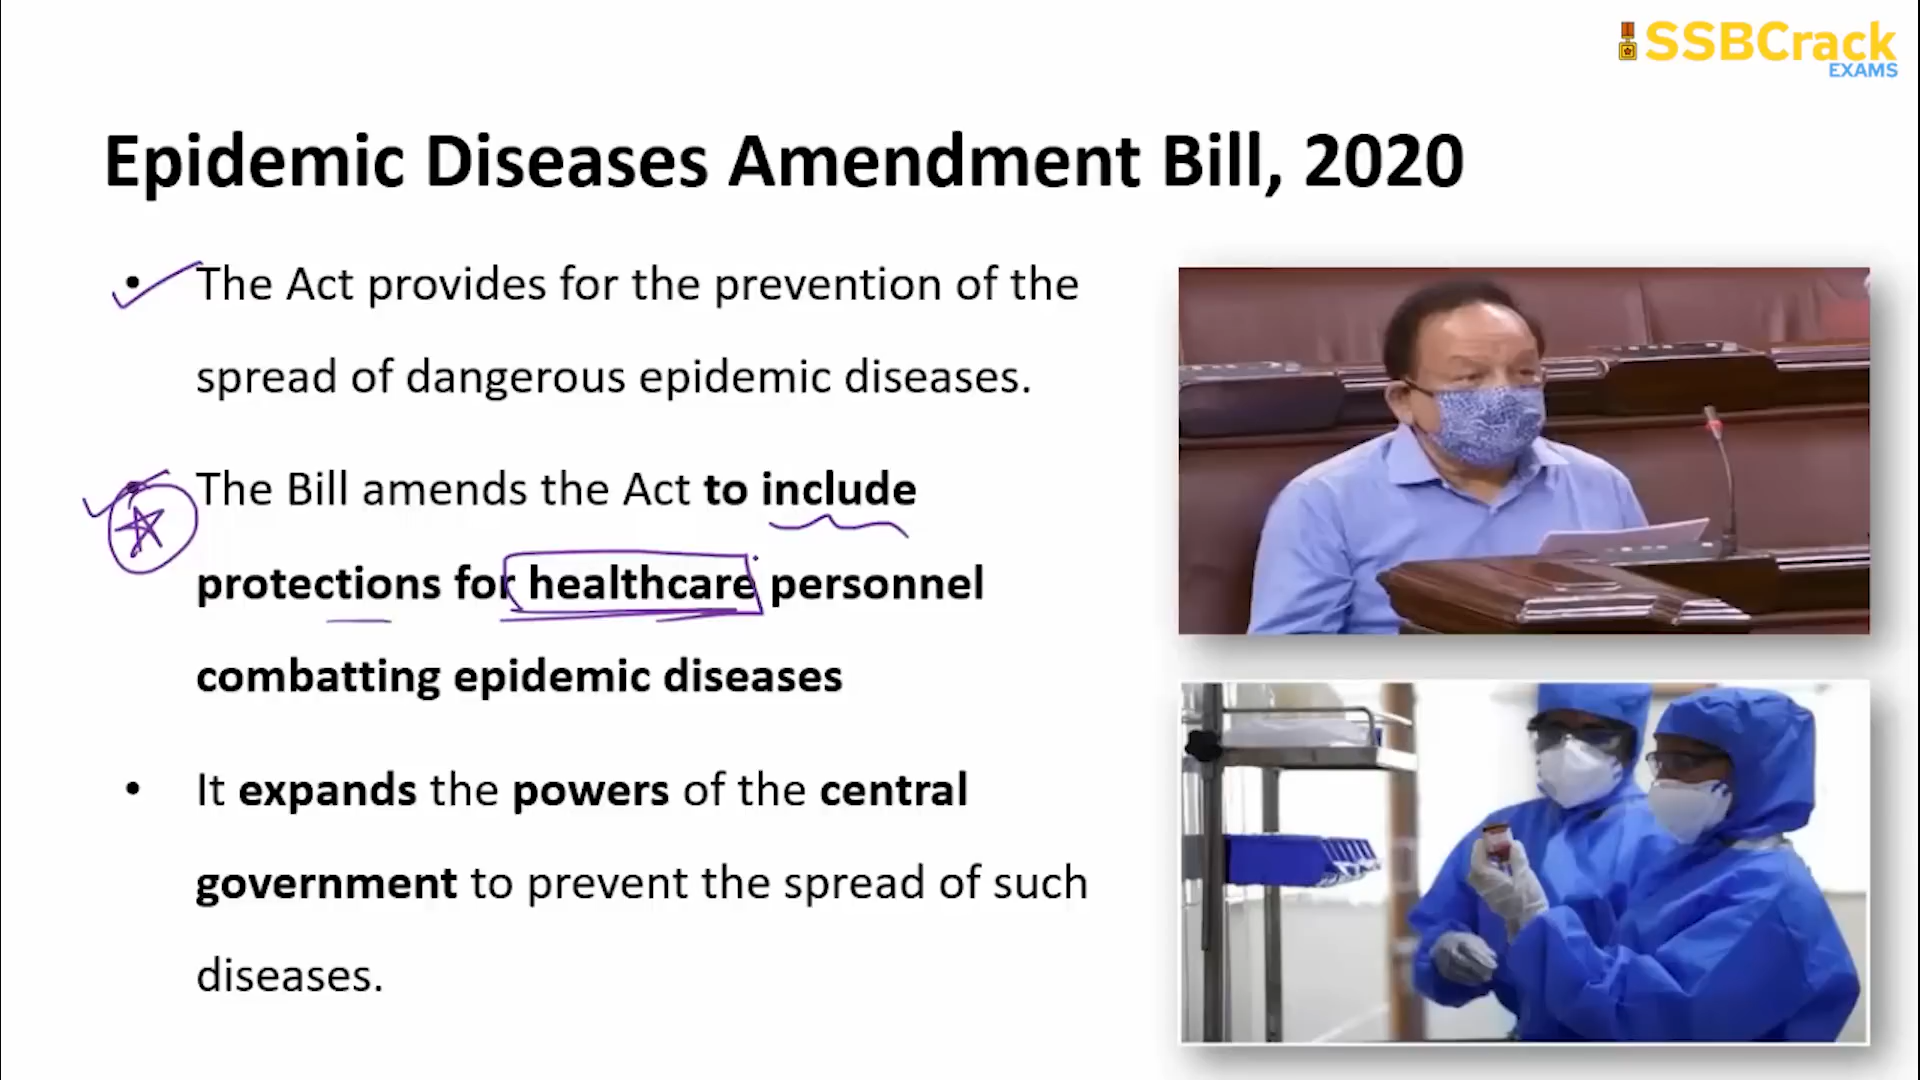 SSBCrack
EXAMS
Epidemic Diseases Amendment Bill, 2020
• The Act provides for the prevention of the
spread of dangerous epidemic diseases.
The Bill amends the Act to include
protections for healthcare personnel
combatting epidemic diseases
• It expands the powers of the central
government to prevent the spread of such
diseases.